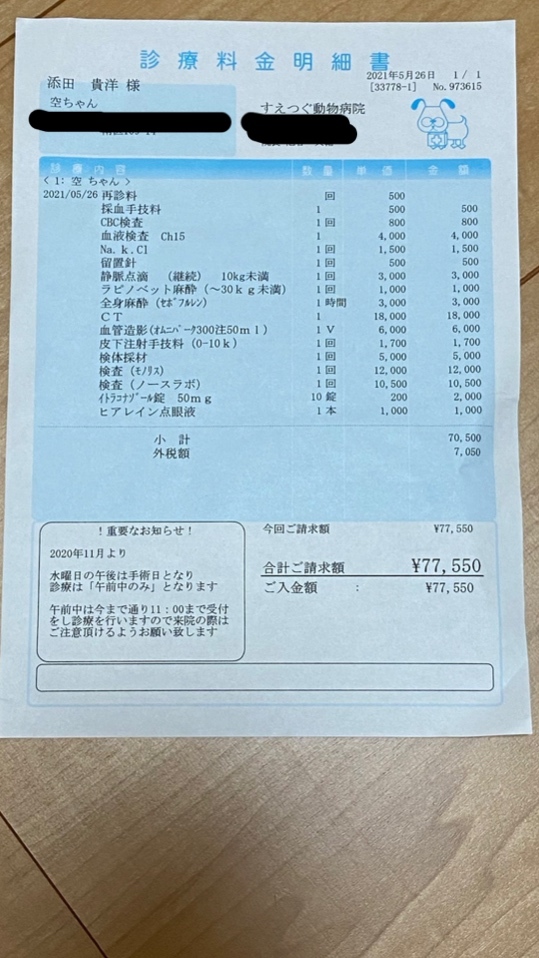 診療料金明細書
2021年5月26日 1/1
添田 貴洋 様
[33778-1] No.973615
空ちゃん
すえつぐ動物病院
診療内容 数量 単価 金額
<1: 空 ちゃん >
2021/05/26 再診料 回 500
採血手技料 1 500 500
CBC検査 1回 800 800
血液検査 Ch15 1 4,000 4,000
Na.k.Cl 1回 1,500 1,500
留置針 1回 500 500
静脈点滴 (継続) 10kg未満 1回 3,000 3,000
ラピノベット麻酔(~30kg未満) 1回 1,000 1,000
全身麻酔(セボフルレン) 1時間 3,000 3,000
CT 1 18,000 18,000
血管造影(オムニパーク300注50ml) 1V 6,000 6,000
皮下注射手技料(0-10k) 1回 1,700 1,700
検体採材 1回 5,000 5,000
検査(モノリス) 1回 12,000 12,000
検査(ノースラボ) 1回 10,500 10,500
イトラコナゾール錠 50mg 10錠 200 2,000
ヒアレイン点眼液 1本 1,000 1,000
小 計 70,500
外税額 7,050
!重要なお知らせ!
2020年11月より
水曜日の午後は手術日となり
診療は「午前中のみ」となります
午前中は今まで通り11:00まで受付
をし診療を行いますので来院の際は
ご注意頂けるようお願い致します
今回ご請求額 ¥77,550
合計ご請求額 ¥77,550
ご入金額 : ¥77,550